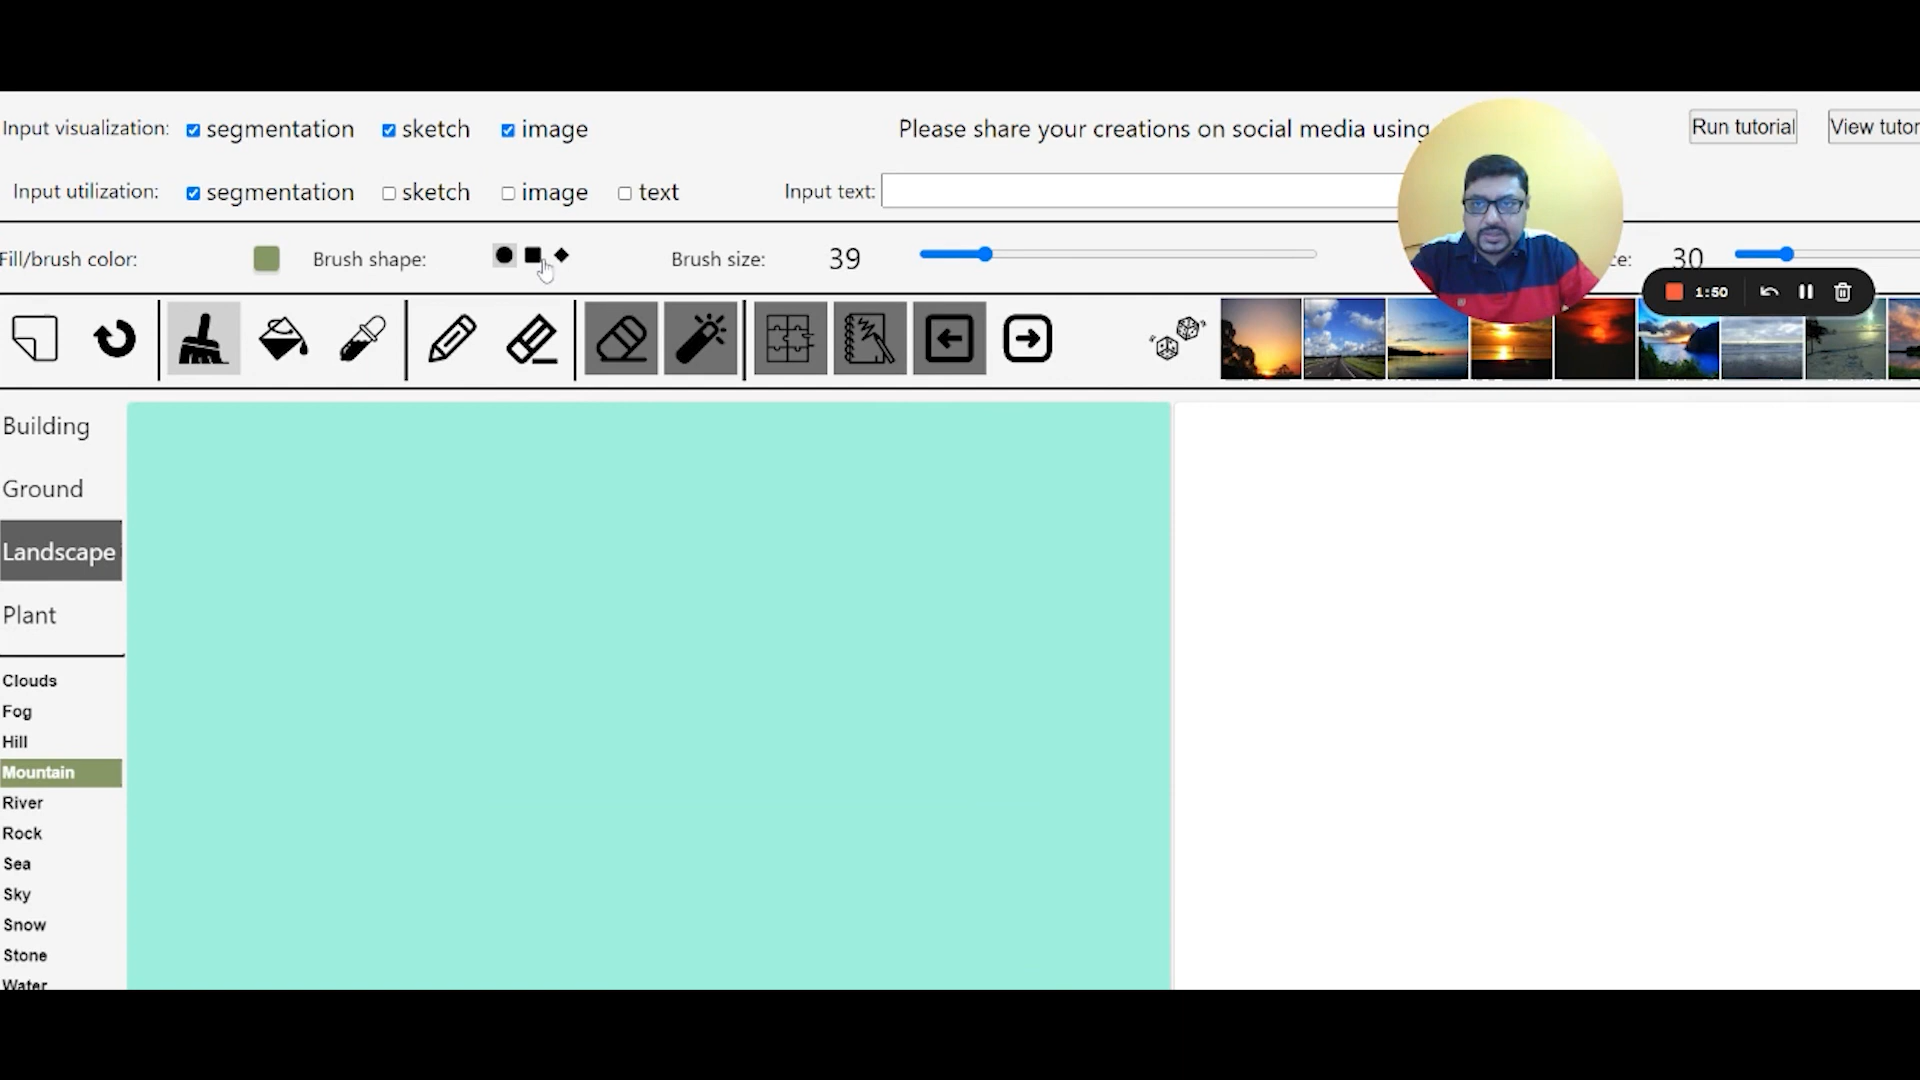 Input visualization: segmentation sketch image Please share your creations on social media using Run tutorial View tutor
Input utilization: segmentation sketch image text Input text:
Fill/brush color: Brush shape: Brush size: 39 ce: 30
1:50
Building
Ground
Landscape
Plant
Clouds
Fog
Hill
Mountain
River
Rock
Sea
Sky
Snow
Stone
Water